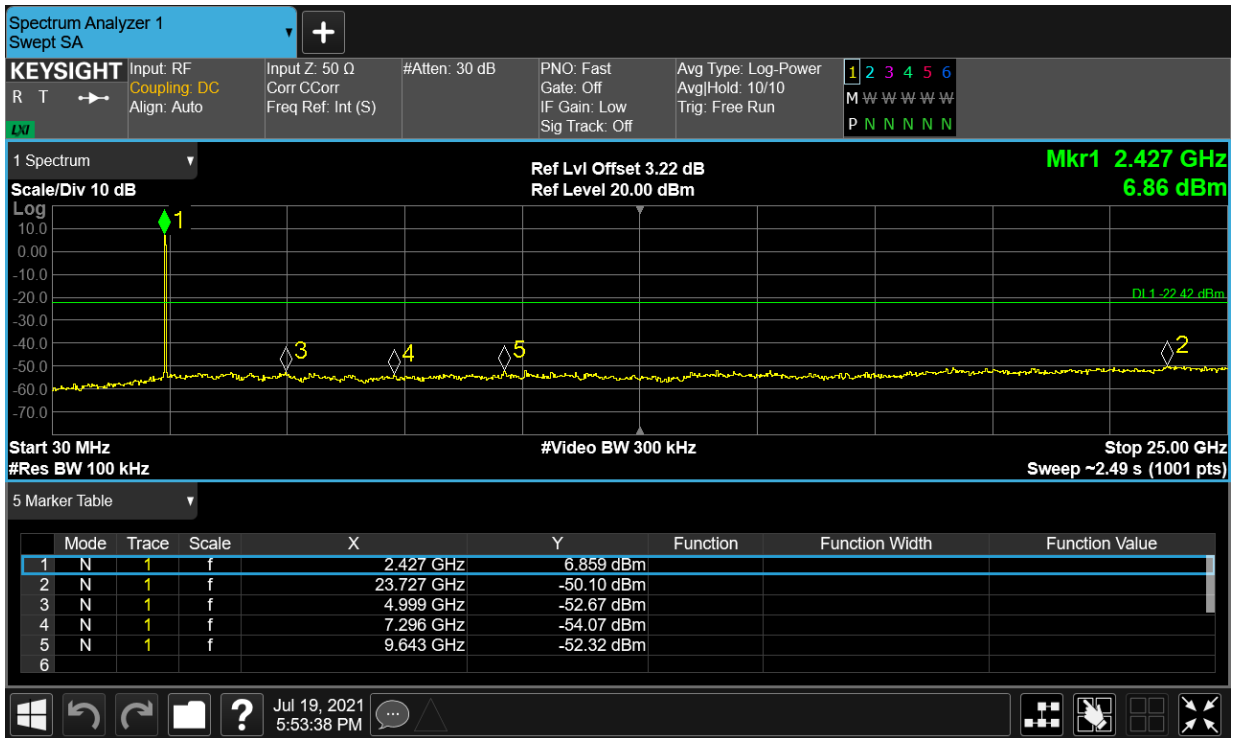 Spectrum Analyzer 1
Swept SA
KEYSIGHT Input: RF Input Z: 50 Ω #Atten: 30 dB PNO: Fast Avg Type: Log-Power 1 2 3 4 5 6
R T Coupling: DC Corr CCorr Gate: Off Avg|Hold: 10/10 M W W W W W
Align: Auto Freq Ref: Int (S) IF Gain: Low Trig: Free Run
LXI Sig Track: Off P N N N N N N
1 Spectrum Ref Lvl Offset 3.22 dB Mkr1 2.427 GHz
Scale/Div 10 dB Ref Level 20.00 dBm 6.86 dBm
Log
10.0 1
0.00
-10.0
-20.0 DL1 -22.42 dBm
-30.0
-40.0 3 4 5 2
-50.0
-60.0
-70.0
Start 30 MHz #Video BW 300 kHz Stop 25.00 GHz
#Res BW 100 kHz Sweep ~2.49 s (1001 pts)
5 Marker Table
Mode Trace Scale X Y Function Function Width Function Value
1 N 1 f 2.427 GHz 6.859 dBm
2 N 1 f 23.727 GHz -50.10 dBm
3 N 1 f 4.999 GHz -52.67 dBm
4 N 1 f 7.296 GHz -54.07 dBm
5 N 1 f 9.643 GHz -52.32 dBm
6
? Jul 19, 2021
5:53:38 PM